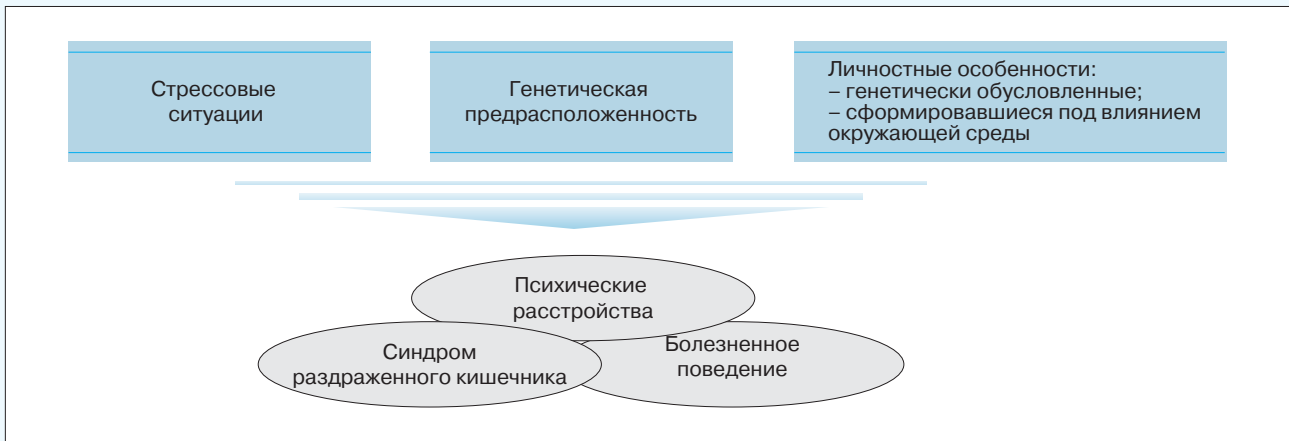 Стрессовые
ситуации
Генетическая
предрасположенность
Личностные особенности:
– генетически обусловленные;
– сформировавшиеся под влиянием
окружающей среды
Психические
расстройства
Синдром
раздраженного кишечника
Болезненное
поведение